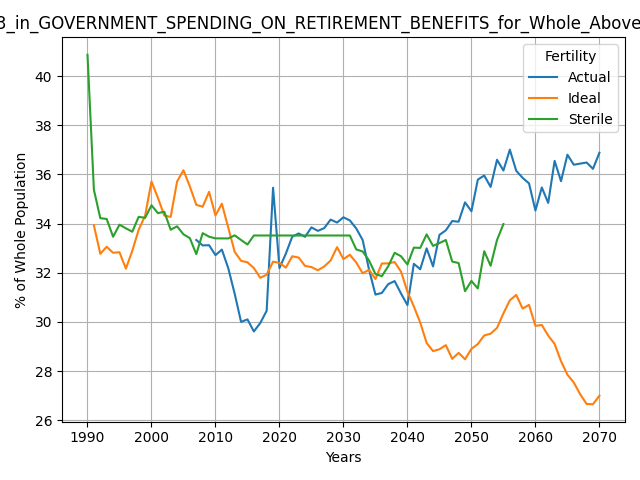 3_in_GOVERNMENT_SPENDING_ON_RETIREMENT_BENEFITS_for_Whole_Above
Fertility
Actual
Ideal
Sterile
% of Whole Population
40
38
36
34
32
30
28
26
1990 2000 2010 2020 2030 2040 2050 2060 2070
Years